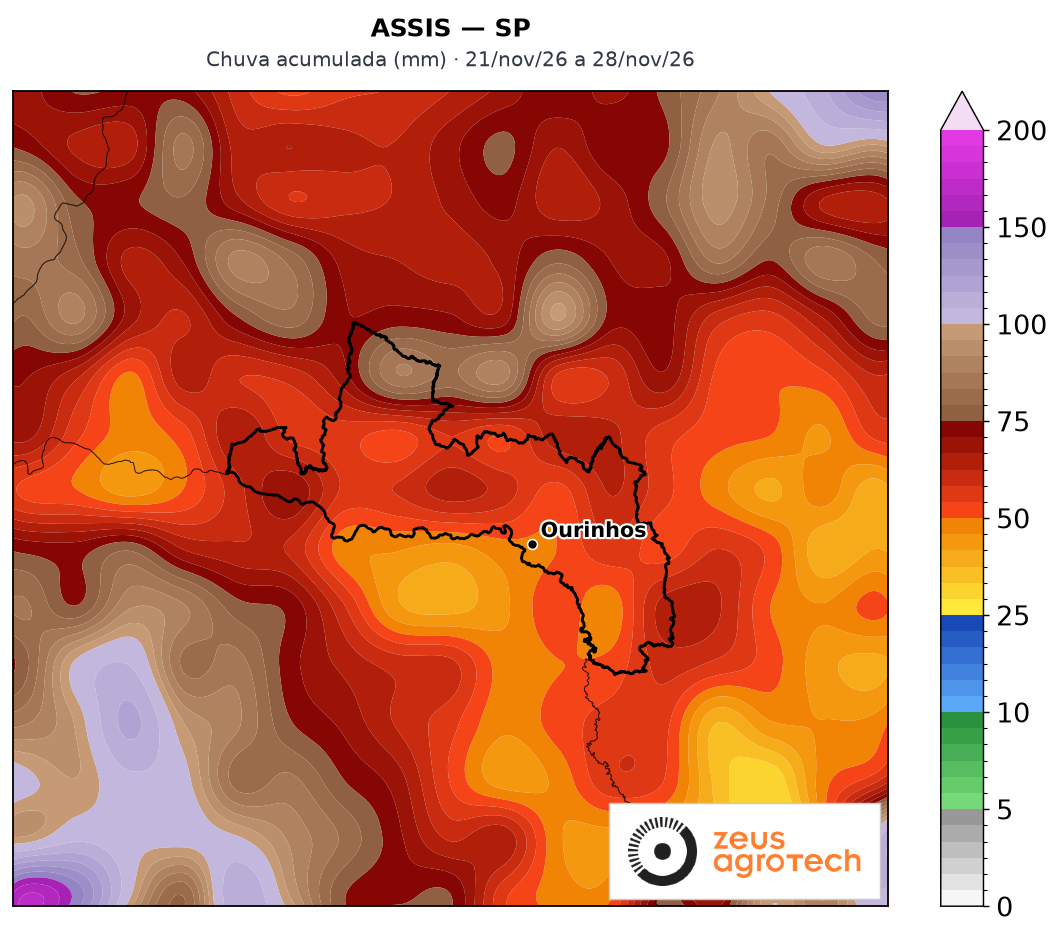 ASSIS — SP
Chuva acumulada (mm) · 21/nov/26 a 28/nov/26
200
150
100
75
50
25
10
5
0
Ourinhos
zeus
agrotech